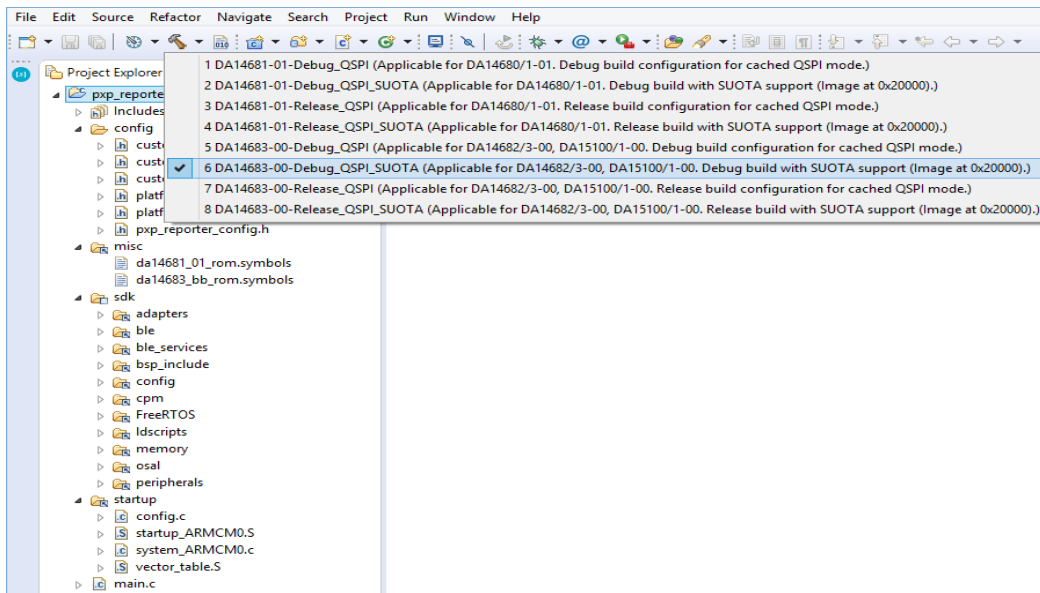 File Edit Source Refactor Navigate Search Project Run Window Help
Project Explorer
1 DA14681-01-Debug_QSPI (Applicable for DA14680/1-01. Debug build configuration for cached QSPI mode.)
2 DA14681-01-Debug_QSPI_SUOTA (Applicable for DA14680/1-01. Debug build with SUOTA support (Image at 0x20000).)
3 DA14681-01-Release_QSPI (Applicable for DA14680/1-01. Release build configuration for cached QSPI mode.)
4 DA14681-01-Release_QSPI_SUOTA (Applicable for DA14680/1-01. Release build with SUOTA support (Image at 0x20000).)
5 DA14683-00-Debug_QSPI (Applicable for DA14682/3-00, DA15100/1-00. Debug build configuration for cached QSPI mode.)
6 DA14683-00-Debug_QSPI_SUOTA (Applicable for DA14682/3-00, DA15100/1-00. Debug build with SUOTA support (Image at 0x20000).)
7 DA14683-00-Release_QSPI (Applicable for DA14682/3-00, DA15100/1-00. Release build configuration for cached QSPI mode.)
8 DA14683-00-Release_QSPI_SUOTA (Applicable for DA14682/3-00, DA15100/1-00. Release build with SUOTA support (Image at 0x20000).)
pxp_reporte
Includes
config
custo
custo
custo
platf
platf
pxp_reporter_config.h
misc
da14681_01_rom.symbols
da14683_bb_rom.symbols
sdk
adapters
ble
ble_services
bsp_include
config
cpm
FreeRTOS
ldscripts
memory
osal
peripherals
startup
config.c
startup_ARMCM0.S
system_ARMCM0.c
vector_table.S
main.c